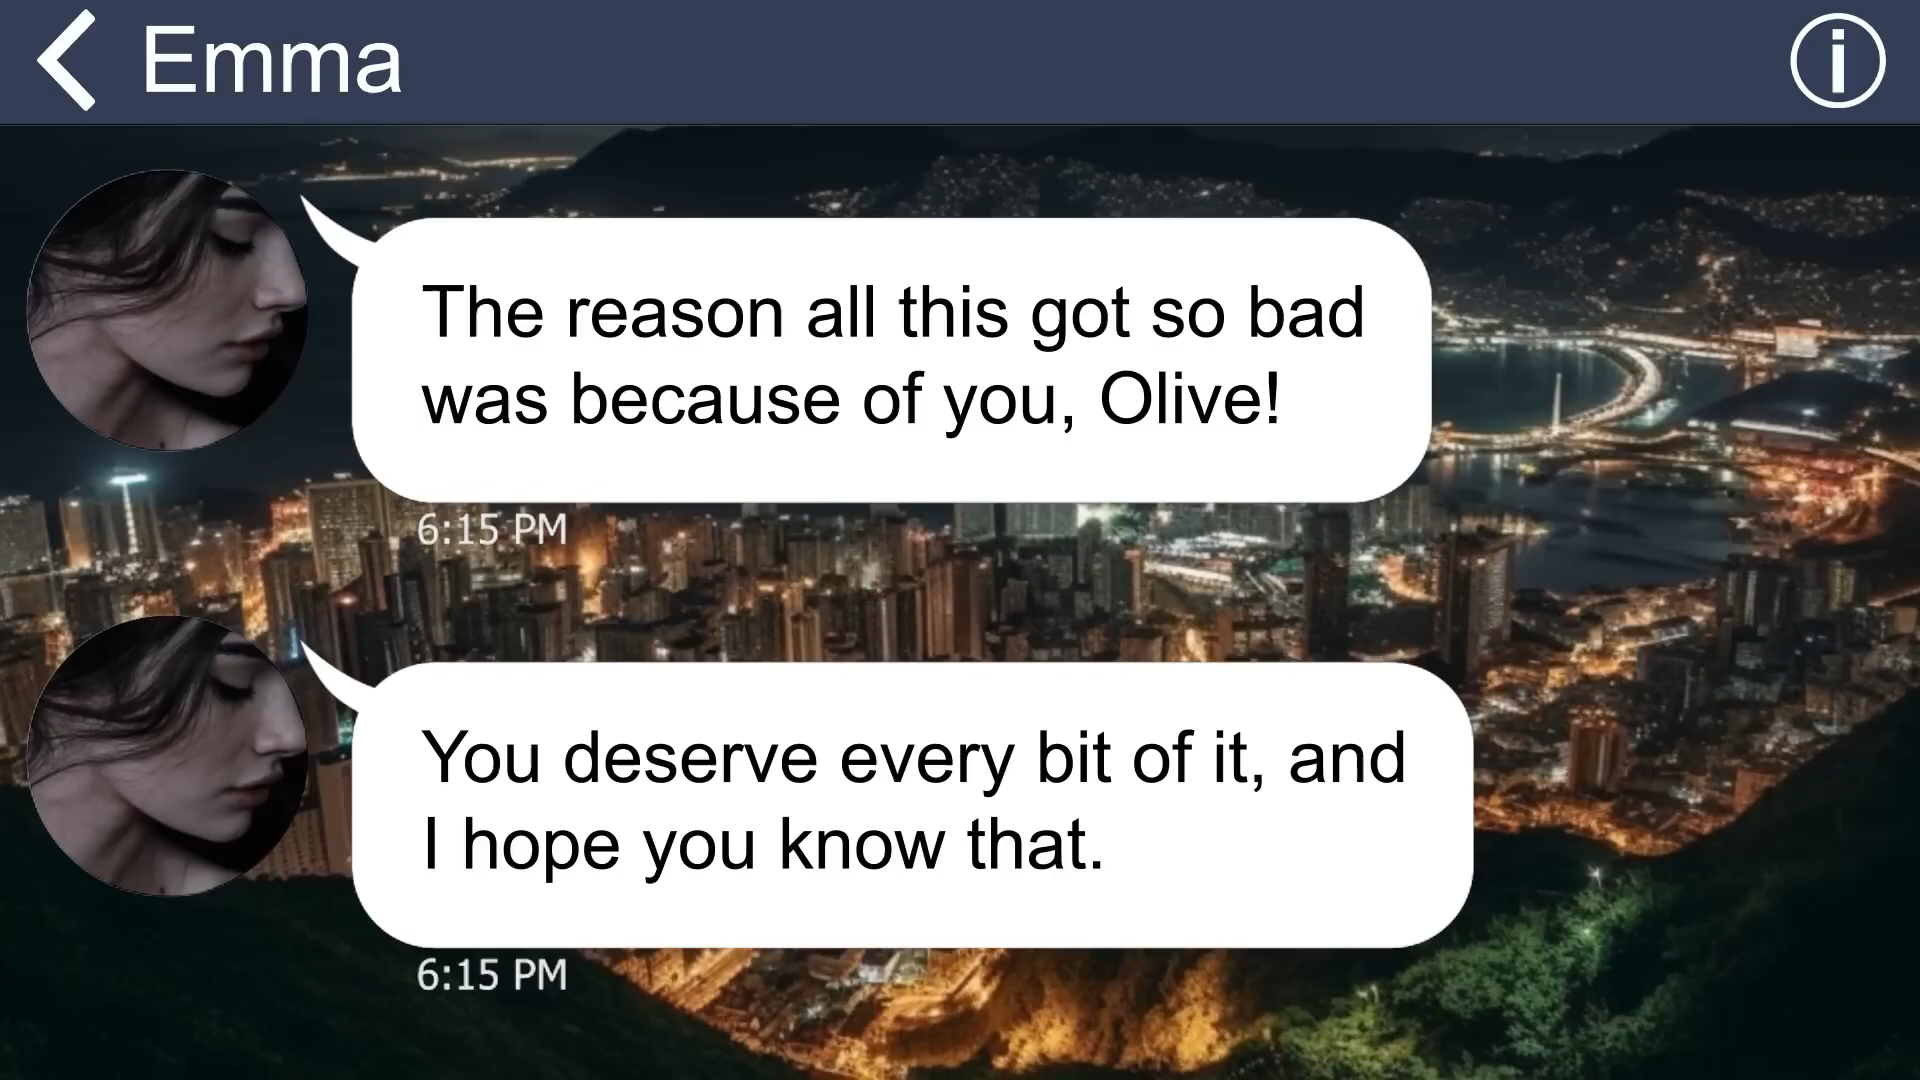 Emma
The reason all this got so bad
was because of you, Olive!
6:15 PM
You deserve every bit of it, and
I hope you know that.
6:15 PM